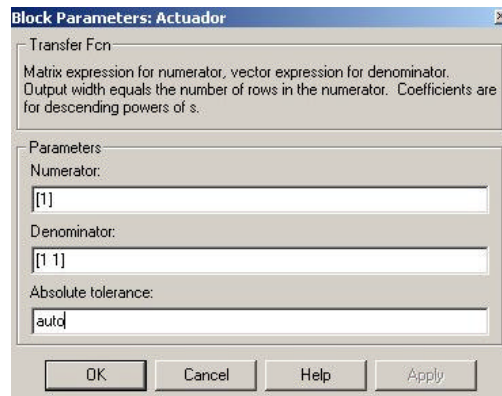 Block Parameters: Actuador
Transfer Fcn
Matrix expression for numerator, vector expression for denominator.
Output width equals the number of rows in the numerator.  Coefficients are
for descending powers of s.
Parameters
Numerator:
[1]
Denominator:
[1 1]
Absolute tolerance:
auto
OK Cancel Help Apply